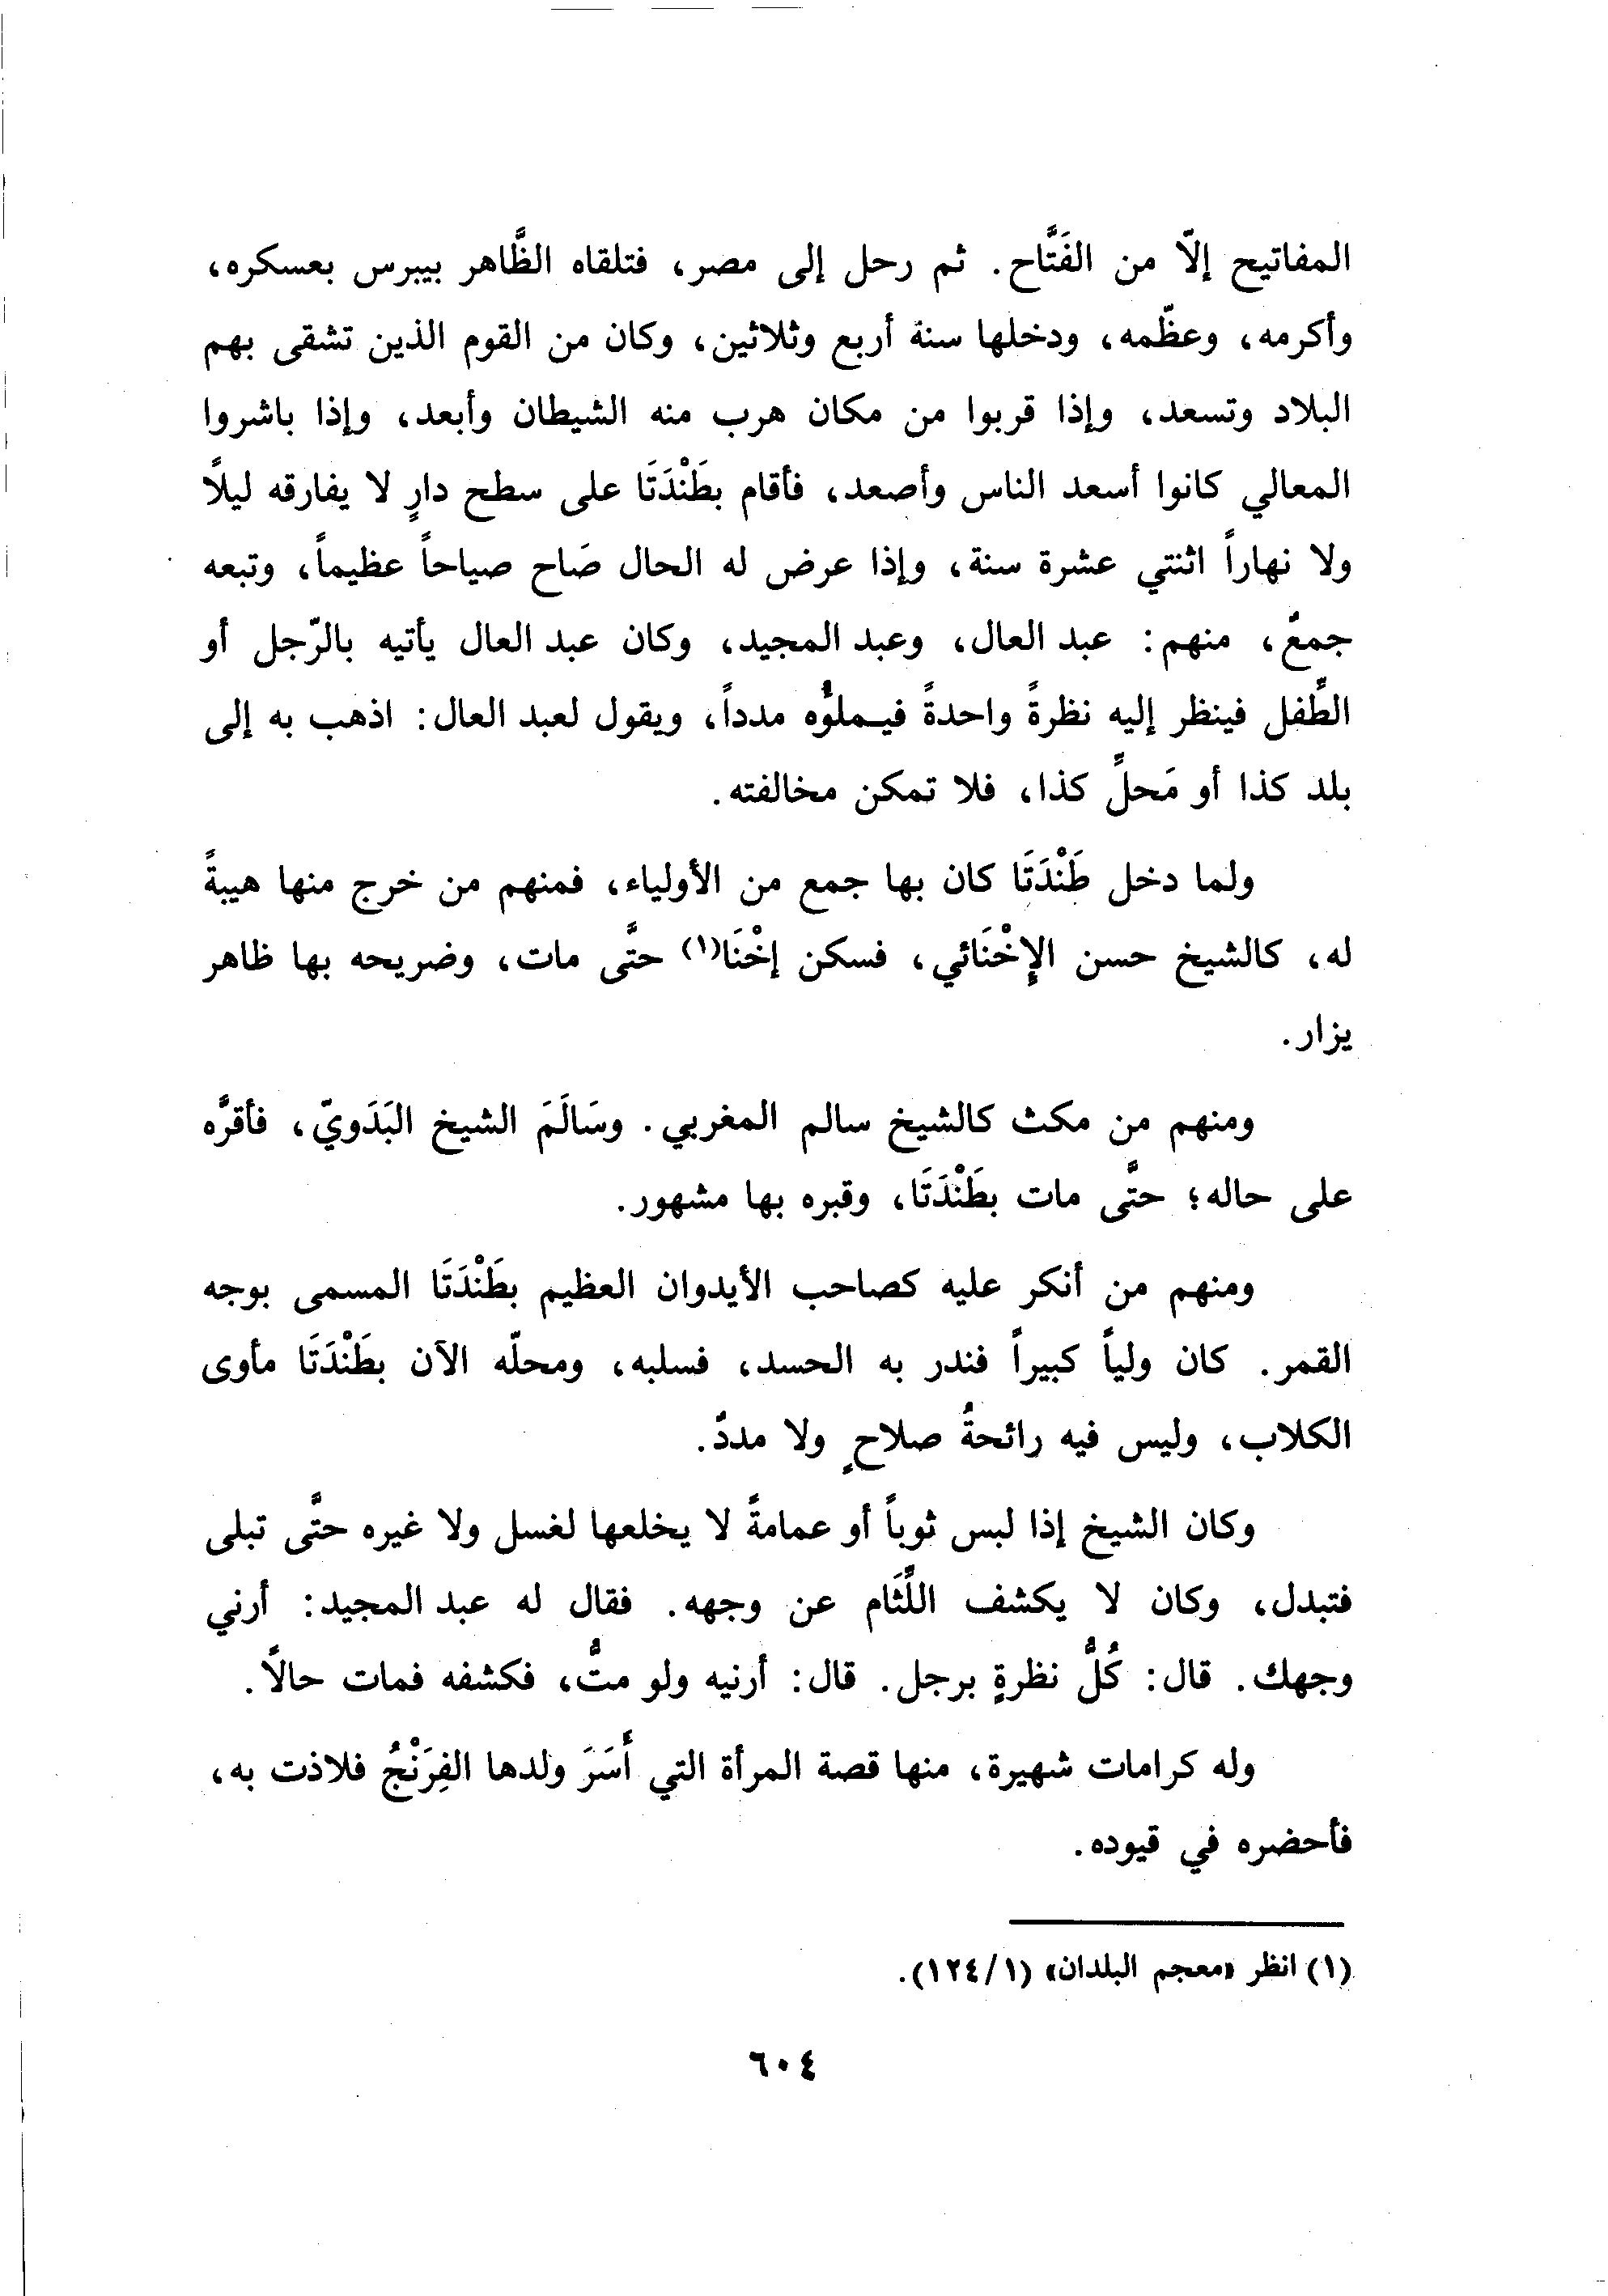 المفاتيح إلّا من الفَتَّاح. ثم رحل إلى مصر، فتلقاه الظَّاهر بيبرس بعسكره،
وأكرمه، وعظّمه، ودخلها سنة أربع وثلاثين، وكان من القوم الذين تشقى بهم
البلاد وتسعد، وإذا قربوا من مكان هرب منه الشيطان وأبعد، وإذا باشروا
المعالي كانوا أسعد الناس وأصعد، فأقام بطَنْدَتَا على سطح دارٍ لا يفارقه ليلًا
ولا نهاراً اثنتي عشرة سنة، وإذا عرض له الحال صَاح صياحاً عظيماً، وتبعه
جمعٌ، منهم: عبد العال، وعبد المجيد، وكان عبد العال يأتيه بالرّجل أو
الطِّفل فينظر إليه نظرةً واحدةً فيـملؤُه مدداً، ويقول لعبد العال: اذهب به إلى
بلد كذا أو مَحلِّ كذا، فلا تمكن مخالفته.
ولما دخل طَنْدَتَا كان بها جمع من الأولياء، فمنهم من خرج منها هيبةً
له، كالشيخ حسن الإِخْنَائي، فسكن إخْنَا(١) حتَّى مات، وضريحه بها ظاهر
يزار.
ومنهم من مكث كالشيخ سالم المغربي. وسَالَمَ الشيخ البَدَويّ، فأقرَّه
على حاله؛ حتَّى مات بطَنْدَتَا، وقبره بها مشهور.
ومنهم من أنكر عليه كصاحب الأيدوان العظيم بطَنْدَتَا المسمى بوجه
القمر. كان ولياً كبيراً فندر به الحسد، فسلبه، ومحلّه الآن بطَنْدَتَا مأوى
الكلاب، وليس فيه رائحةُ صلاحٍ ولا مددٌ.
وكان الشيخ إذا لبس ثوباً أو عمامةً لا يخلعها لغسل ولا غيره حتَّى تبلى
فتبدل، وكان لا يكشف اللِّثَام عن وجهه. فقال له عبد المجيد: أرني
وجهك. قال: كُلُّ نظرةٍ برجل. قال: أرنيه ولو متُّ، فكشفه فمات حالًا.
وله كرامات شهيرة، منها قصة المرأة التي أَسَرَ ولدها الفِرَنْجُ فلاذت به،
فأحضره في قيوده.
(١) انظر «معجم البلدان» (١/١٢٤).
٦٠٤